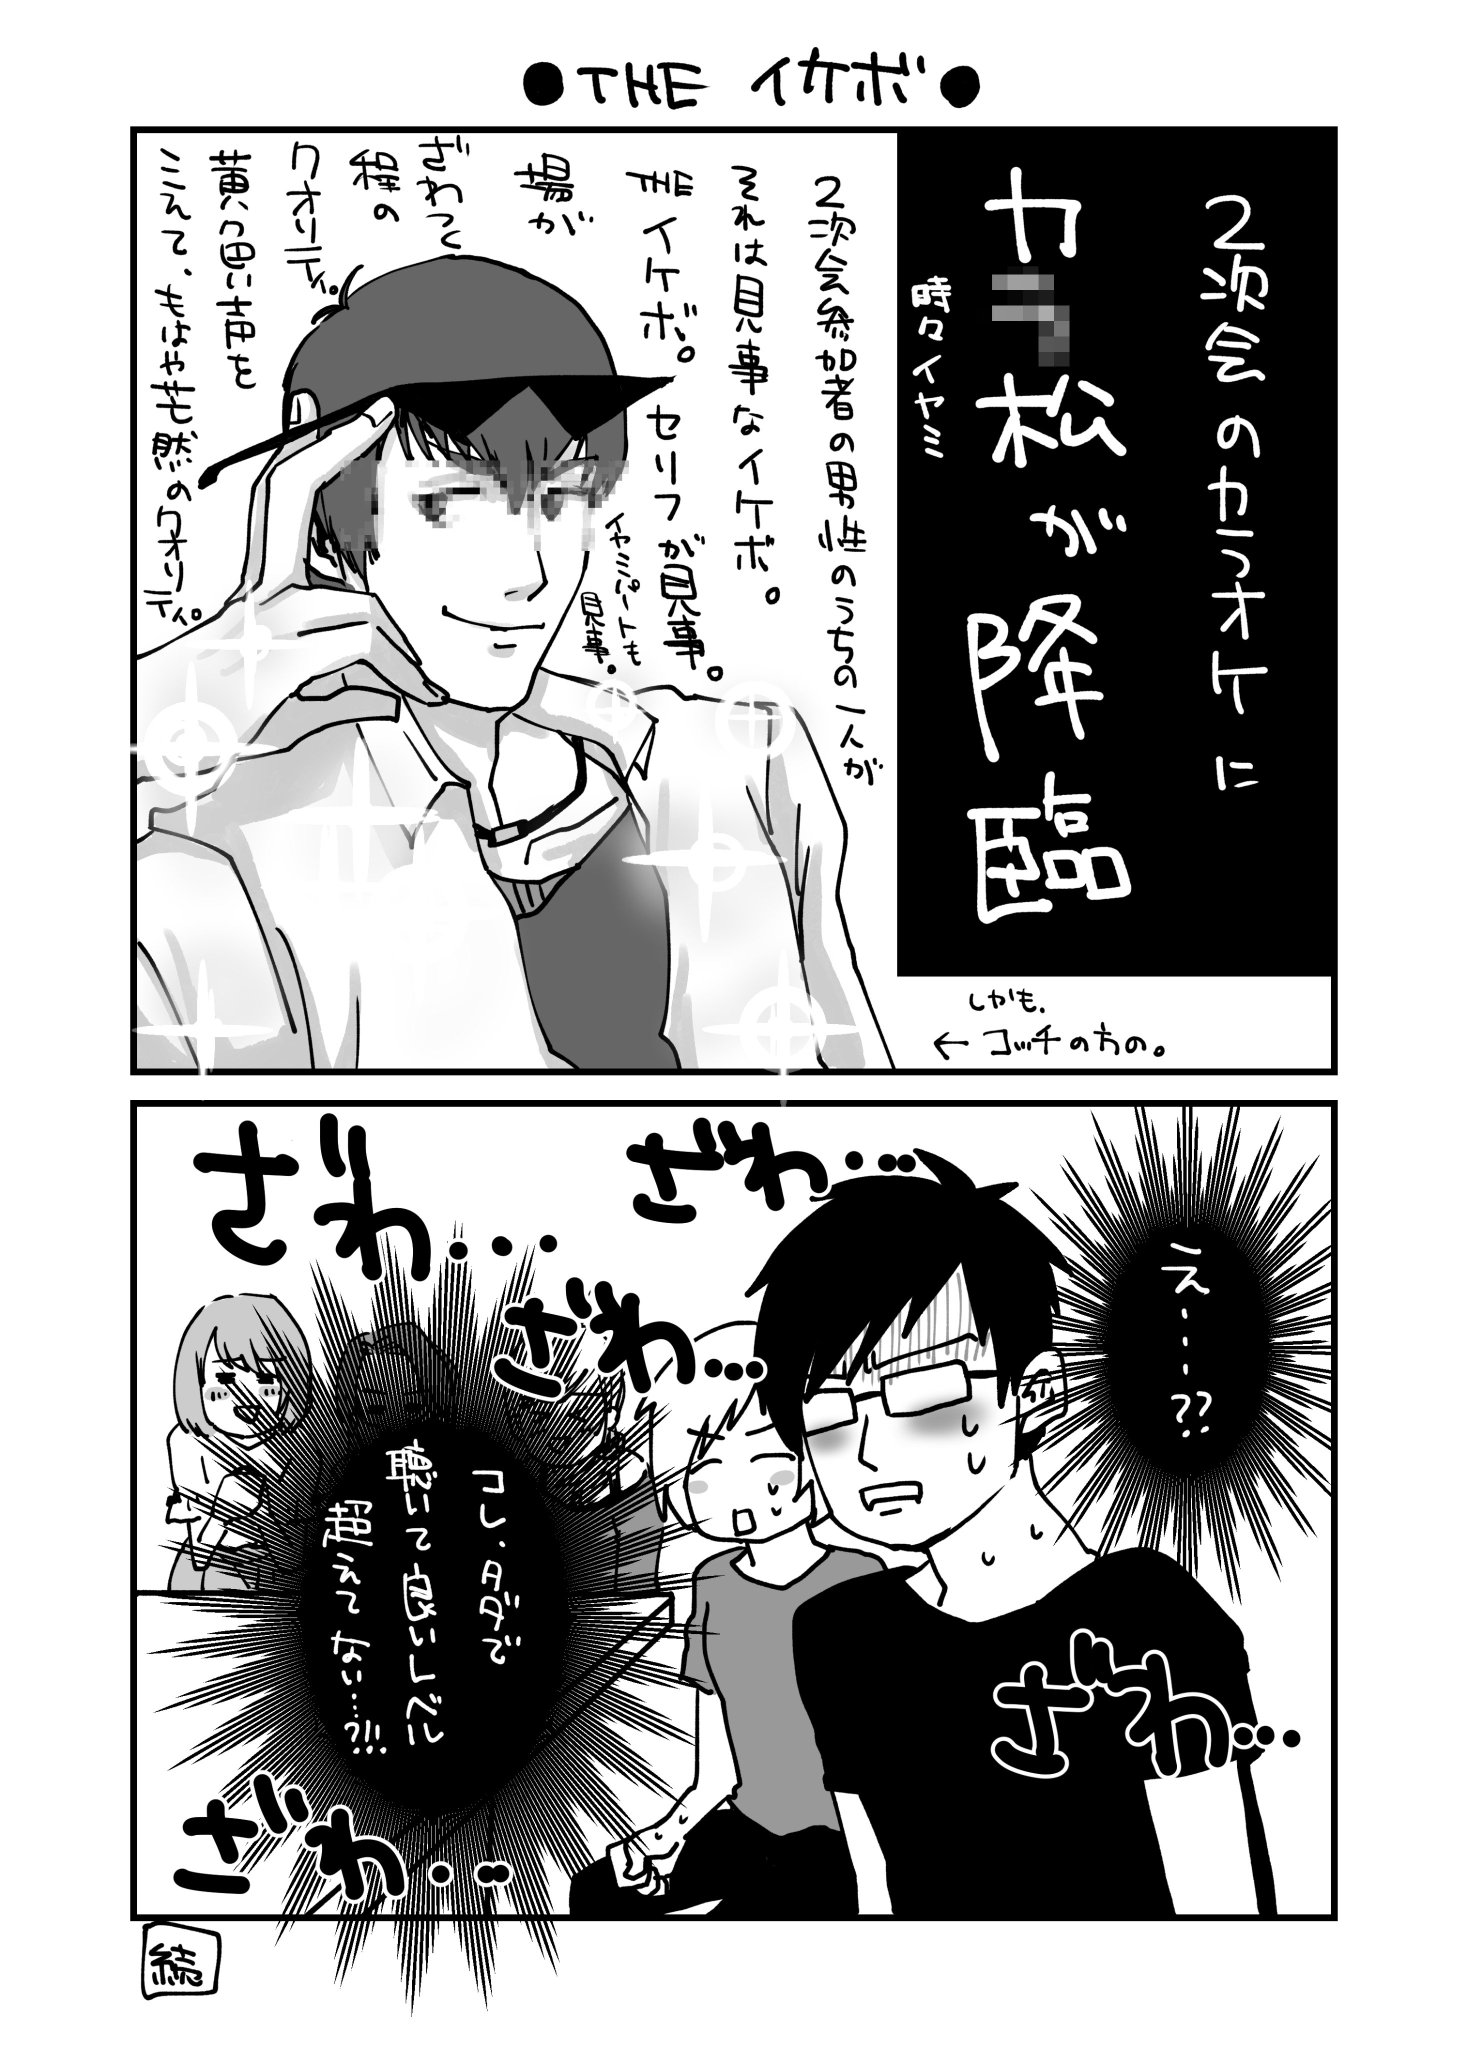 ●THE イケボ●
2次会のカラオケに
カラ松が降臨
時々イヤミ
しかも、
←コッチの方の。
2次会参加者の男性のうちの一人が
それは見事なイケボ。
THEイケボ。セリフが見事。
イヤミパートも
見事。
場が
ざわつく
程の
クオリティ。
黄色い声を
こえて、もはや茫然のクオリティ。
ざわ…
ざわ…
ざわ…
え…??
コレ、タダで
聴いて良いレベル
超えてない…?!!
ざわ…
ざわ…
続